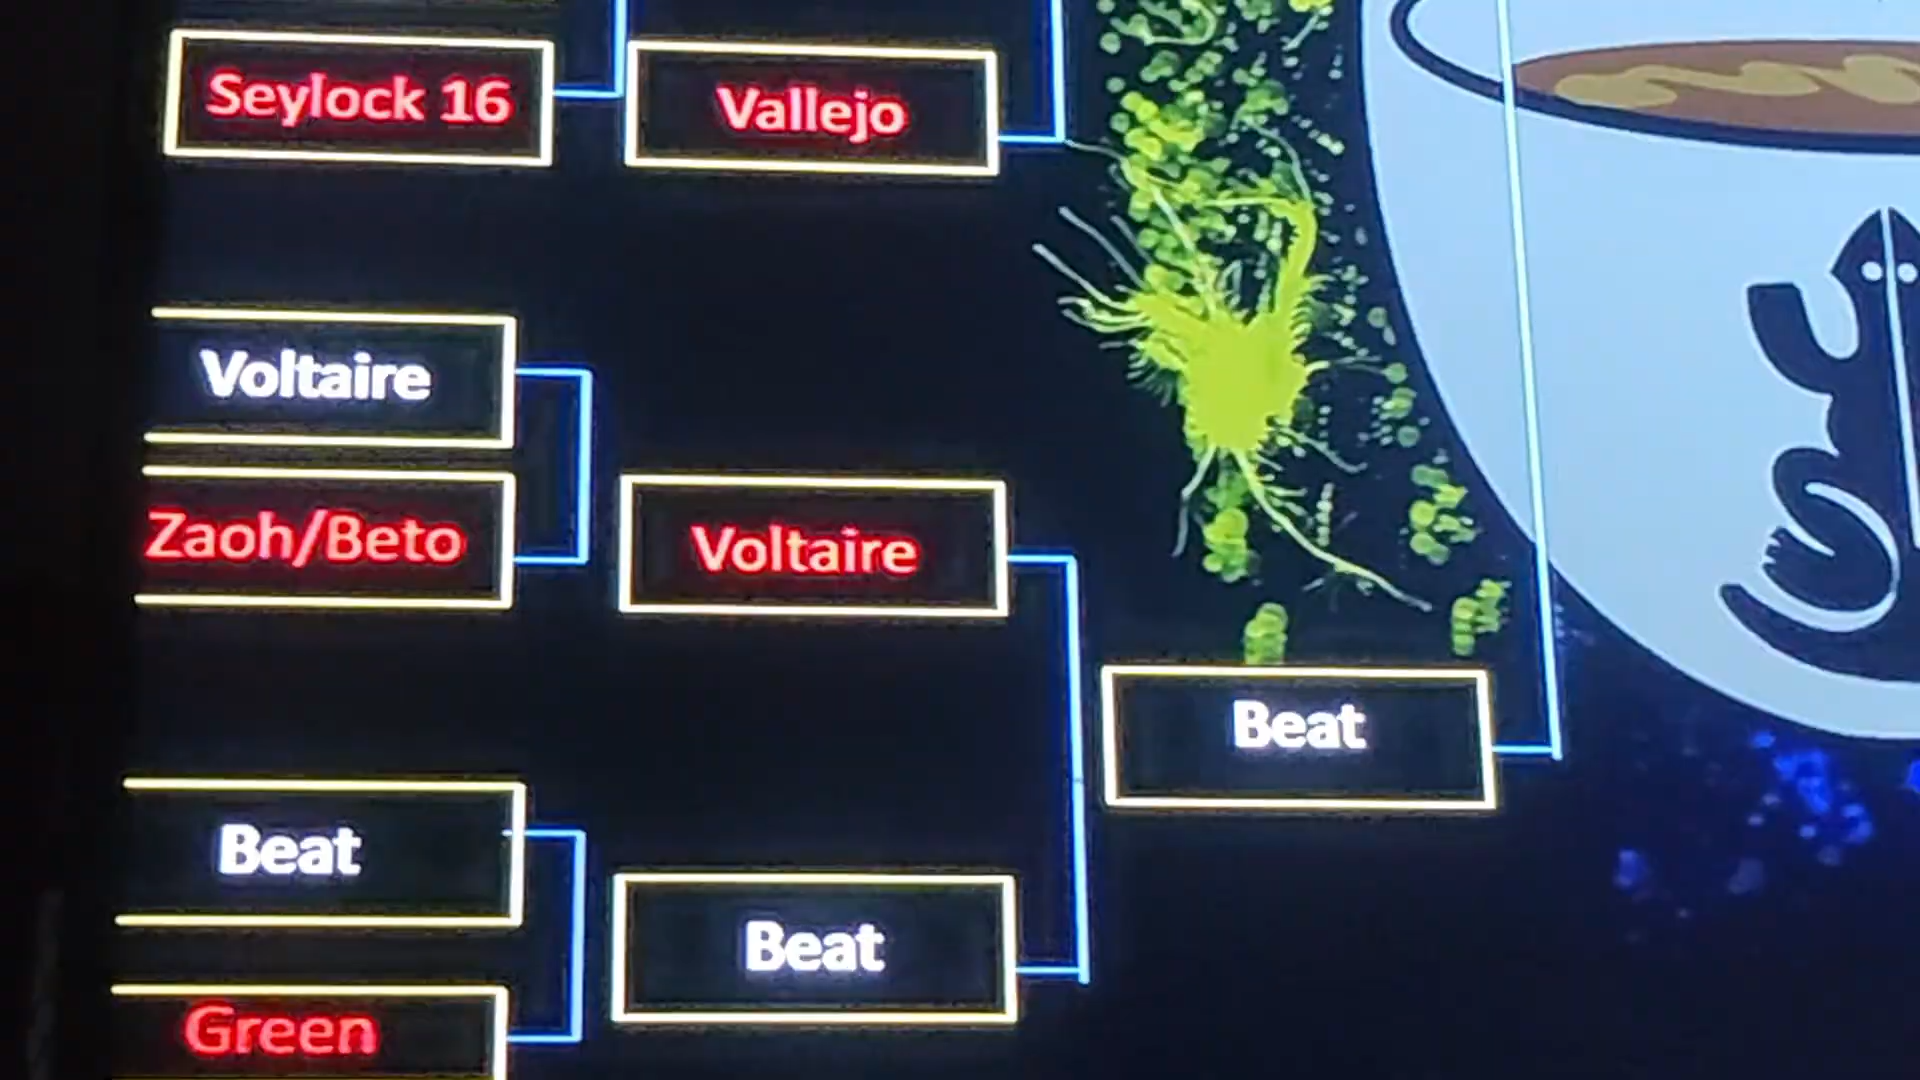 Seylock 16
Vallejo
Voltaire
Zaoh/Beto
Voltaire
Beat
Beat
Beat
Green